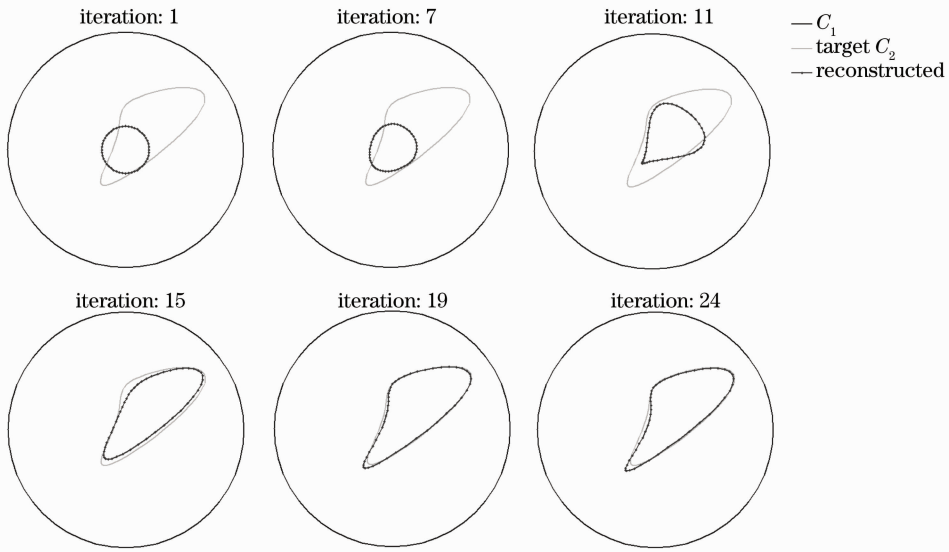 iteration: 1
iteration: 7
iteration: 11
C₁
target C₂
reconstructed
iteration: 15
iteration: 19
iteration: 24